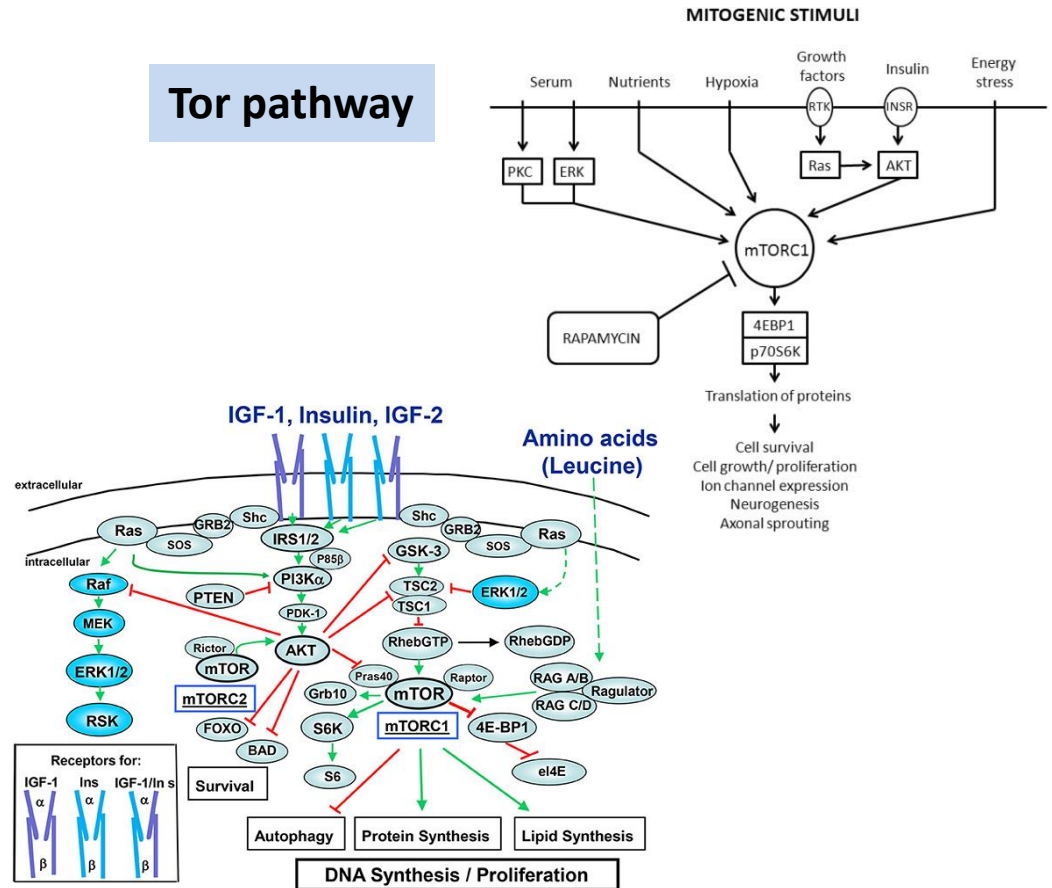 Tor pathway
MITOGENIC STIMULI
Serum
Nutrients
Hypoxia
Growth
factors
Insulin
Energy
stress
RTK
INSR
PKC
ERK
Ras
AKT
mTORC1
RAPAMYCIN
4EBP1
p70S6K
Translation of proteins
Cell survival
Cell growth/ proliferation
Ion channel expression
Neurogenesis
Axonal sprouting
IGF-1, Insulin, IGF-2
Amino acids
(Leucine)
extracellular
intracellular
Ras
SOS
GRB2
Shc
IRS1/2
P85β
PI3Kα
PTEN
PDK-1
AKT
Shc
GRB2
SOS
Ras
GSK-3
TSC2
TSC1
ERK1/2
RhebGTP
RhebGDP
Raf
MEK
ERK1/2
RSK
Rictor
mTOR
mTORC2
FOXO
BAD
Survival
Pras40
Raptor
mTOR
mTORC1
Grb10
S6K
S6
4E-BP1
eI4E
RAG A/B
RAG C/D
Ragulator
Autophagy
Protein Synthesis
Lipid Synthesis
DNA Synthesis / Proliferation
Receptors for:
IGF-1
Ins
IGF-1/In s
α
α
α
β
β
β